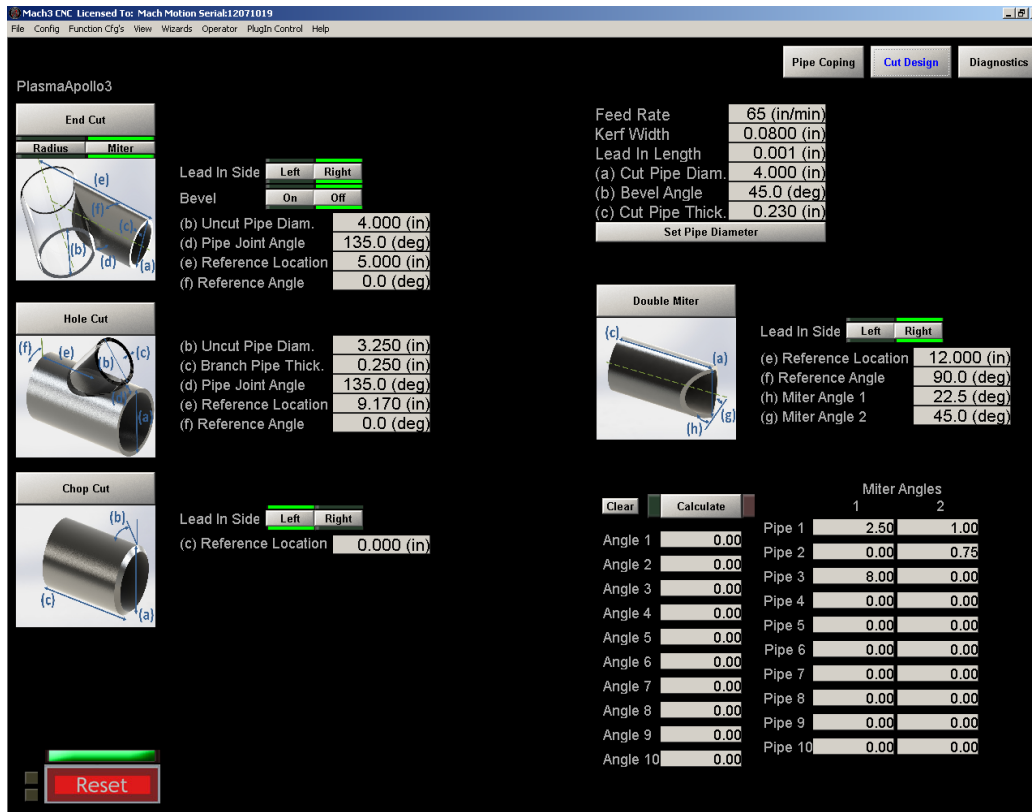 Mach3 CNC Licensed To: Mach Motion Serial:12071019
File Config Function Cfg's View Wizards Operator PlugIn Control Help
Pipe Coping Cut Design Diagnostics
PlasmaApollo3
End Cut
Radius Miter
(e)
(f)
(c)
(b)
(d)
(a)
Lead In Side Left Right
Bevel On Off
(b) Uncut Pipe Diam. 4.000 (in)
(d) Pipe Joint Angle 135.0 (deg)
(e) Reference Location 5.000 (in)
(f) Reference Angle 0.0 (deg)
Feed Rate 65 (in/min)
Kerf Width 0.0800 (in)
Lead In Length 0.001 (in)
(a) Cut Pipe Diam. 4.000 (in)
(b) Bevel Angle 45.0 (deg)
(c) Cut Pipe Thick. 0.230 (in)
Set Pipe Diameter
Hole Cut
(f)
(e)
(b)
(c)
(a)
(b) Uncut Pipe Diam. 3.250 (in)
(c) Branch Pipe Thick. 0.250 (in)
(d) Pipe Joint Angle 135.0 (deg)
(e) Reference Location 9.170 (in)
(f) Reference Angle 0.0 (deg)
Double Miter
(c)
(a)
(g)
(h)
Lead In Side Left Right
(e) Reference Location 12.000 (in)
(f) Reference Angle 90.0 (deg)
(h) Miter Angle 1 22.5 (deg)
(g) Miter Angle 2 45.0 (deg)
Chop Cut
(b)
(c)
(a)
Lead In Side Left Right
(c) Reference Location 0.000 (in)
Clear Calculate
Angle 1 0.00
Angle 2 0.00
Angle 3 0.00
Angle 4 0.00
Angle 5 0.00
Angle 6 0.00
Angle 7 0.00
Angle 8 0.00
Angle 9 0.00
Angle 10 0.00
Miter Angles
1 2
Pipe 1 2.50 1.00
Pipe 2 0.00 0.75
Pipe 3 8.00 0.00
Pipe 4 0.00 0.00
Pipe 5 0.00 0.00
Pipe 6 0.00 0.00
Pipe 7 0.00 0.00
Pipe 8 0.00 0.00
Pipe 9 0.00 0.00
Pipe 10 0.00 0.00
Reset